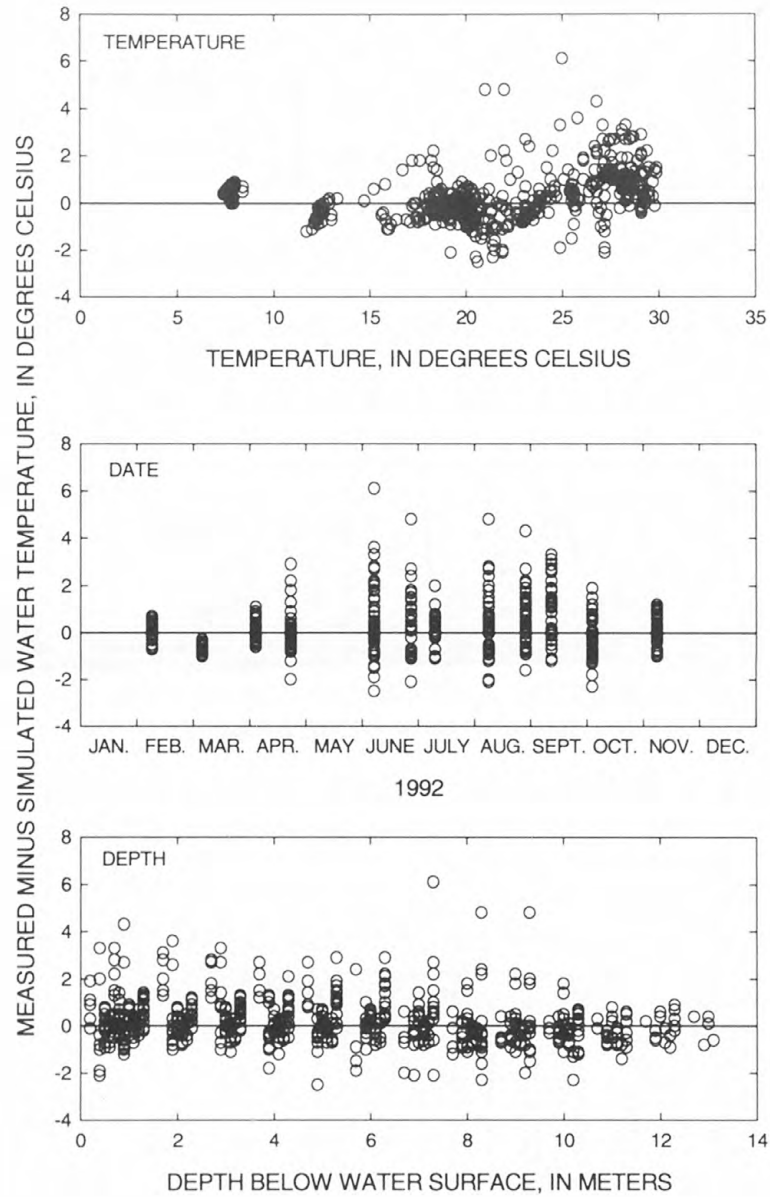 MEASURED MINUS SIMULATED WATER TEMPERATURE, IN DEGREES CELSIUS
8
TEMPERATURE
6
4
2
0
-2
-4
0 5 10 15 20 25 30 35
TEMPERATURE, IN DEGREES CELSIUS
8
DATE
6
4
2
0
-2
-4
JAN. FEB. MAR. APR. MAY JUNE JULY AUG. SEPT. OCT. NOV. DEC.
1992
8
DEPTH
6
4
2
0
-2
-4
0 2 4 6 8 10 12 14
DEPTH BELOW WATER SURFACE, IN METERS